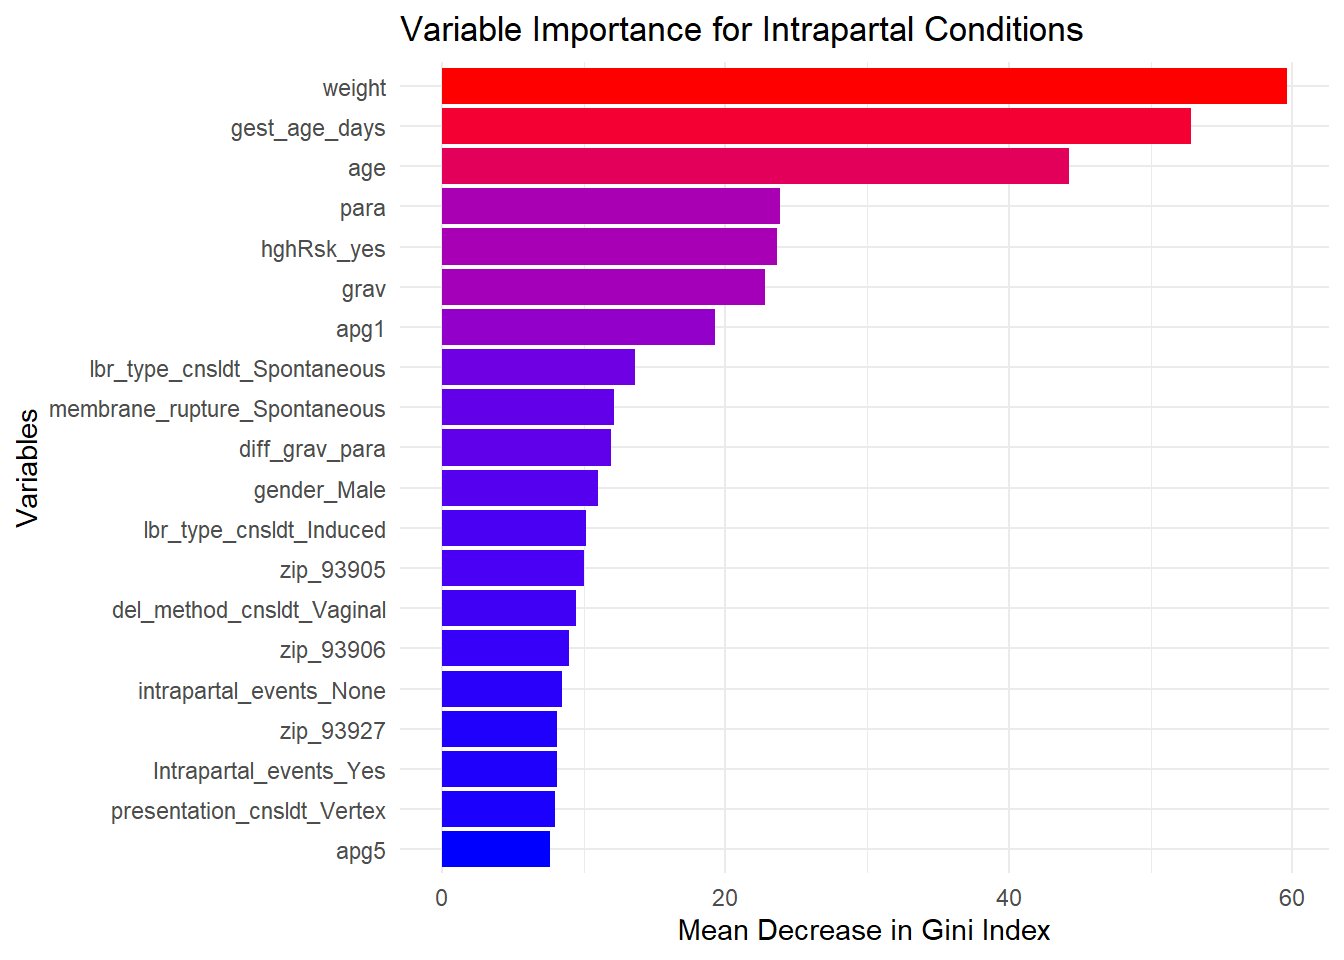 Variable Importance for Intrapartal Conditions
Variables
weight
gest_age_days
age
para
hghRsk_yes
grav
apg1
lbr_type_cnsldt_Spontaneous
membrane_rupture_Spontaneous
diff_grav_para
gender_Male
lbr_type_cnsldt_Induced
zip_93905
del_method_cnsldt_Vaginal
zip_93906
intrapartal_events_None
zip_93927
Intrapartal_events_Yes
presentation_cnsldt_Vertex
apg5
0 20 40 60
Mean Decrease in Gini Index